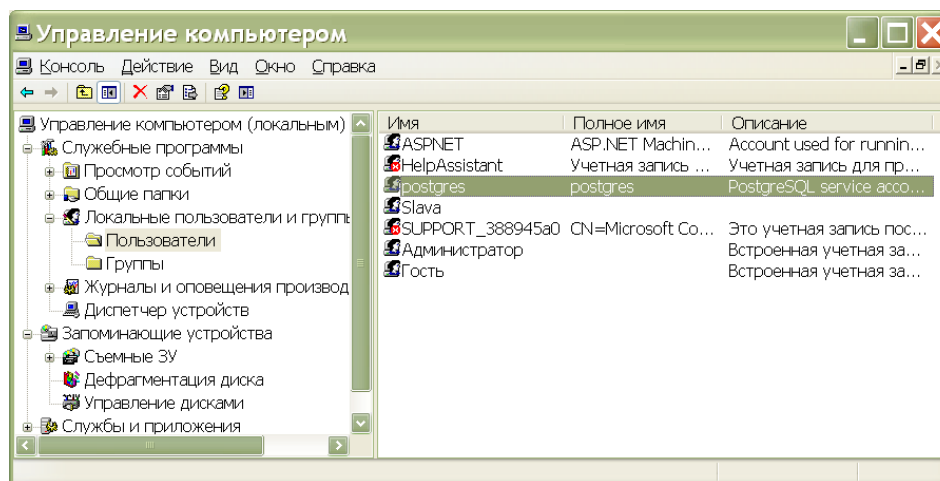 Управление компьютером
Консоль Действие Вид Окно Справка
Управление компьютером (локальным)
Служебные программы
Просмотр событий
Общие папки
Локальные пользователи и группы
Пользователи
Группы
Журналы и оповещения производ
Диспетчер устройств
Запоминающие устройства
Съемные ЗУ
Дефрагментация диска
Управление дисками
Службы и приложения
Имя Полное имя Описание
ASPNET ASP.NET Machin... Account used for runnin...
HelpAssistant Учетная запись ... Учетная запись для пр...
postgres postgres PostgreSQL service acco...
Slava
SUPPORT_388945a0 CN=Microsoft Co... Это учетная запись пос...
Администратор Встроенная учетная за...
Гость Встроенная учетная за...